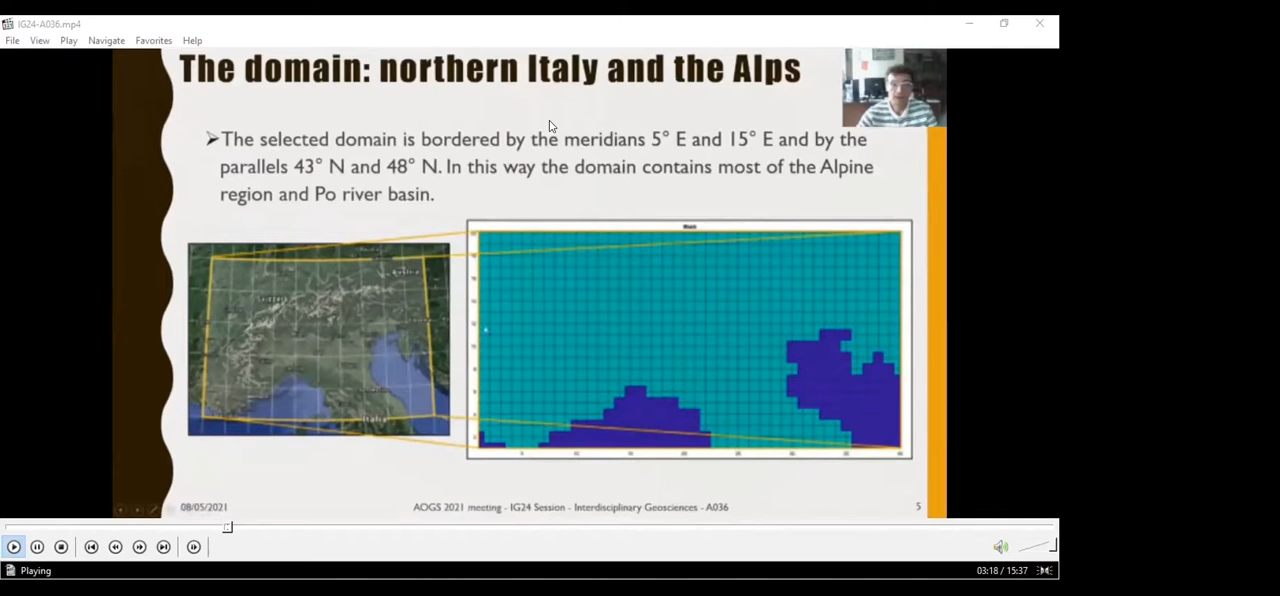 IG24-A036.mp4
File View Play Navigate Favorites Help
The domain: northern Italy and the Alps
➢The selected domain is bordered by the meridians 5° E and 15° E and by the
parallels 43° N and 48° N. In this way the domain contains most of the Alpine
region and Po river basin.
Mask
Austria
Italia
08/05/2021 AOGS 2021 meeting - IG24 Session - Interdisciplinary Geosciences - A036 5
Playing 03:18 / 15:37